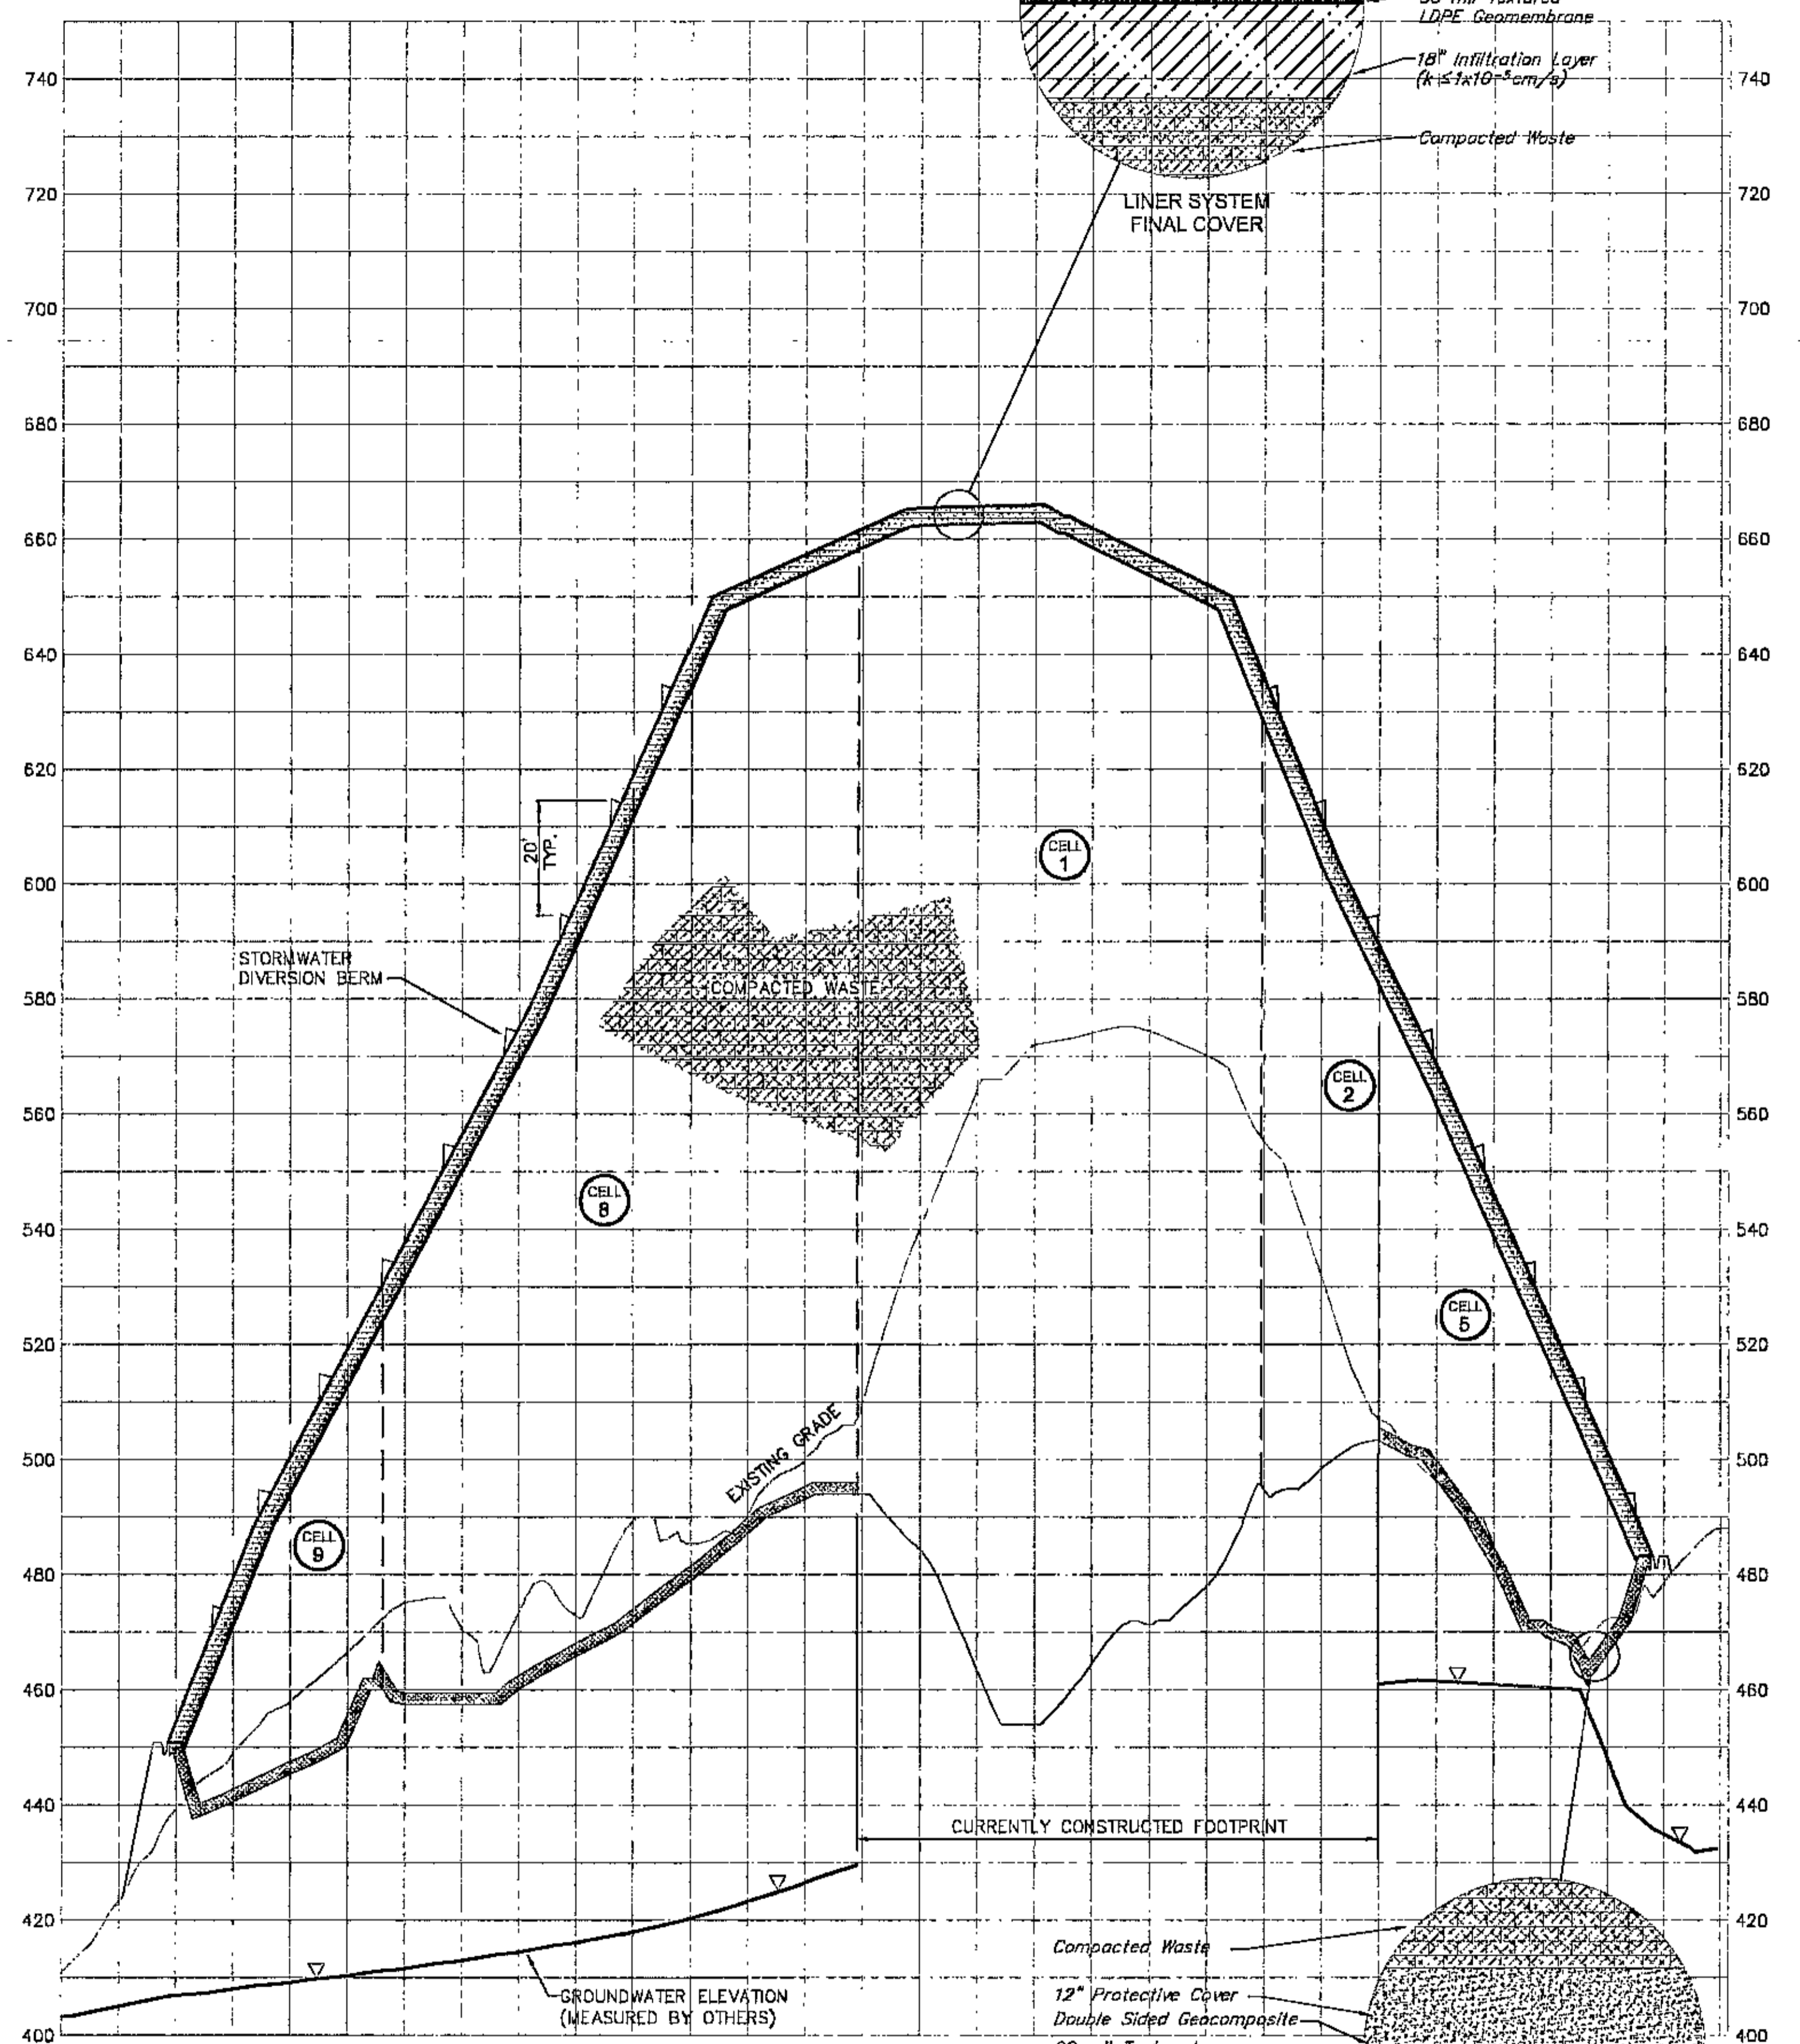 LDPE Geomembrane
18" Infiltration Layer
(k ≤ 1x10⁻⁵cm/s)
Compacted Waste
LINER SYSTEM
FINAL COVER
740
740
720
720
700
700
680
680
660
660
640
640
620
620
20'
TYP.
CELL
1
600
600
STORMWATER
DIVERSION BERM
COMPACTED WASTE
580
580
CELL
2
560
560
CELL
8
540
540
CELL
5
520
520
EXISTING GRADE
500
500
CELL
9
480
480
460
460
440
440
CURRENTLY CONSTRUCTED FOOTPRINT
420
420
Compacted Waste
GROUNDWATER ELEVATION
(MEASURED BY OTHERS)
12" Protective Cover
Double Sided Geocomposite
400
400